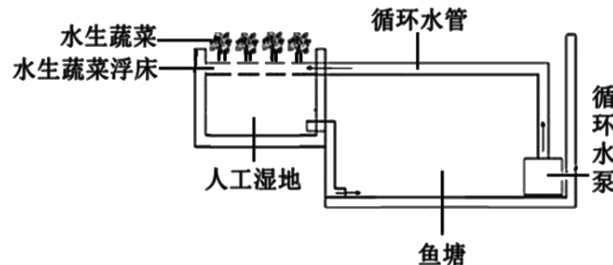 水生蔬菜
循环水管
水生蔬菜浮床
循环水泵
人工湿地
鱼塘